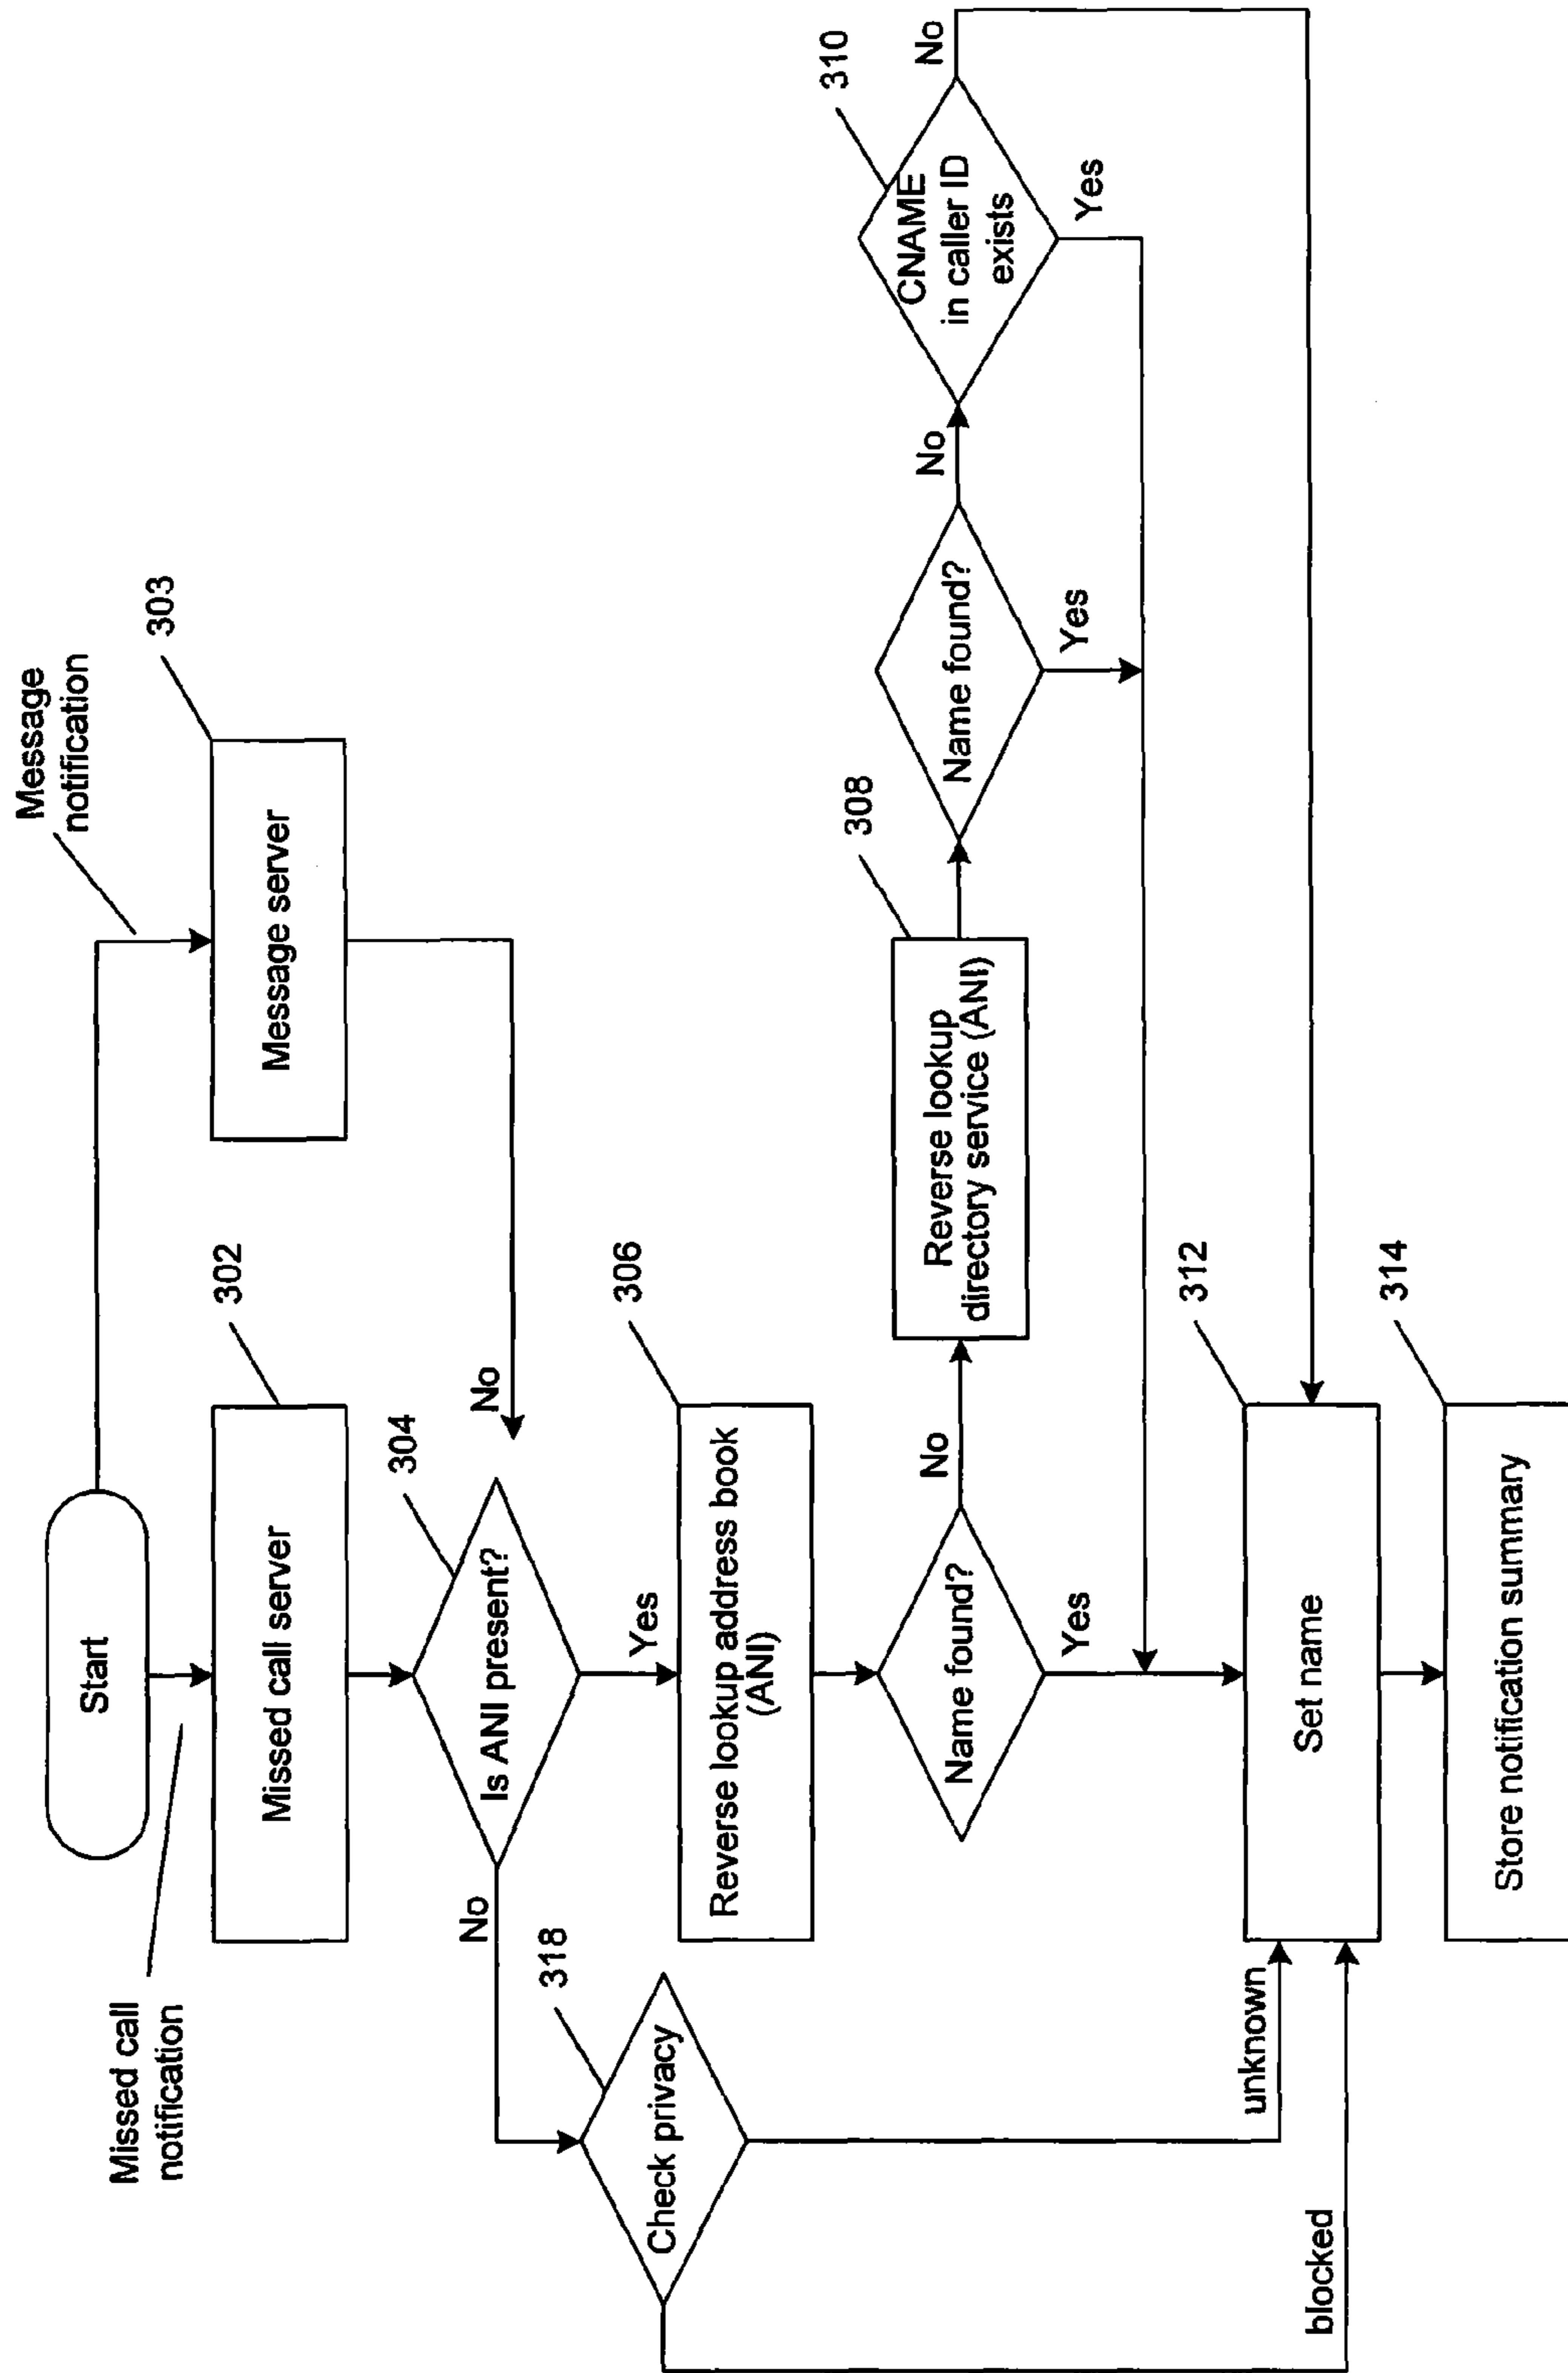 Start
Missed call
notification
Message
notification
302
Missed call server
303
Message server
304
Is ANI present?
No
No
Yes
318
Check privacy
306
Reverse lookup address book
(ANI)
Name found?
No
Yes
308
Reverse lookup
directory service (ANI)
Name found?
No
Yes
310
CNAME
in caller ID
exists
No
Yes
unknown
blocked
312
Set name
314
Store notification summary